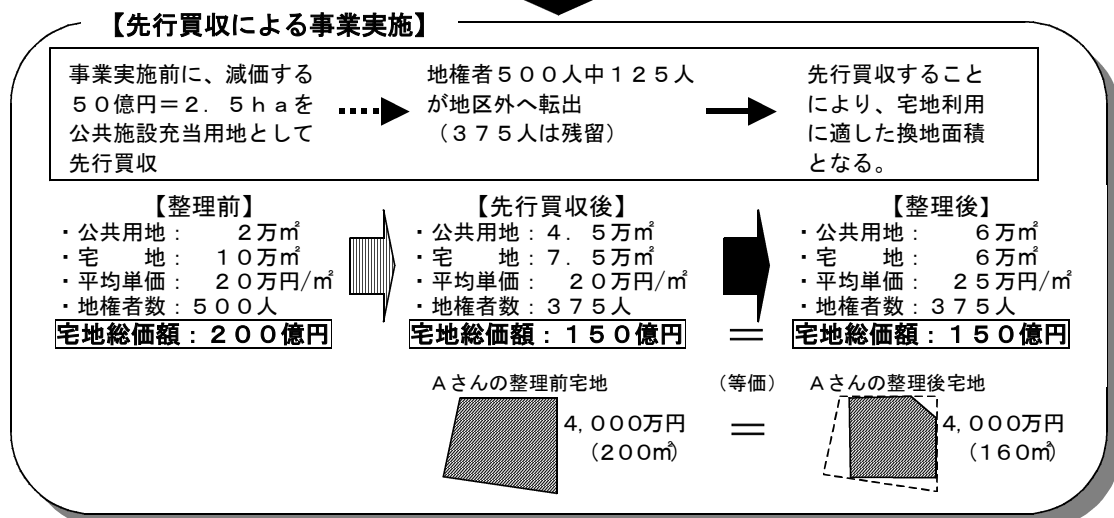 【先行買収による事業実施】
事業実施前に、減価する
５０億円＝２．５ｈａを
公共施設充当用地として
先行買収
地権者５００人中１２５人
が地区外へ転出
（３７５人は残留）
先行買収すること
により、宅地利用
に適した換地面積
となる。
【整理前】
・公共用地：　　２万㎡
・宅　　地：　１０万㎡
・平均単価：　２０万円/㎡
・地権者数：５００人
宅地総価額：２００億円
【先行買収後】
・公共用地：４．５万㎡
・宅　　地：７．５万㎡
・平均単価：　２０万円/㎡
・地権者数：３７５人
宅地総価額：１５０億円
＝
【整理後】
・公共用地：　　６万㎡
・宅　　地：　　６万㎡
・平均単価：　２５万円/㎡
・地権者数：３７５人
宅地総価額：１５０億円
Ａさんの整理前宅地
4,000万円
（200㎡）
（等価）
＝
Ａさんの整理後宅地
4,000万円
（160㎡）